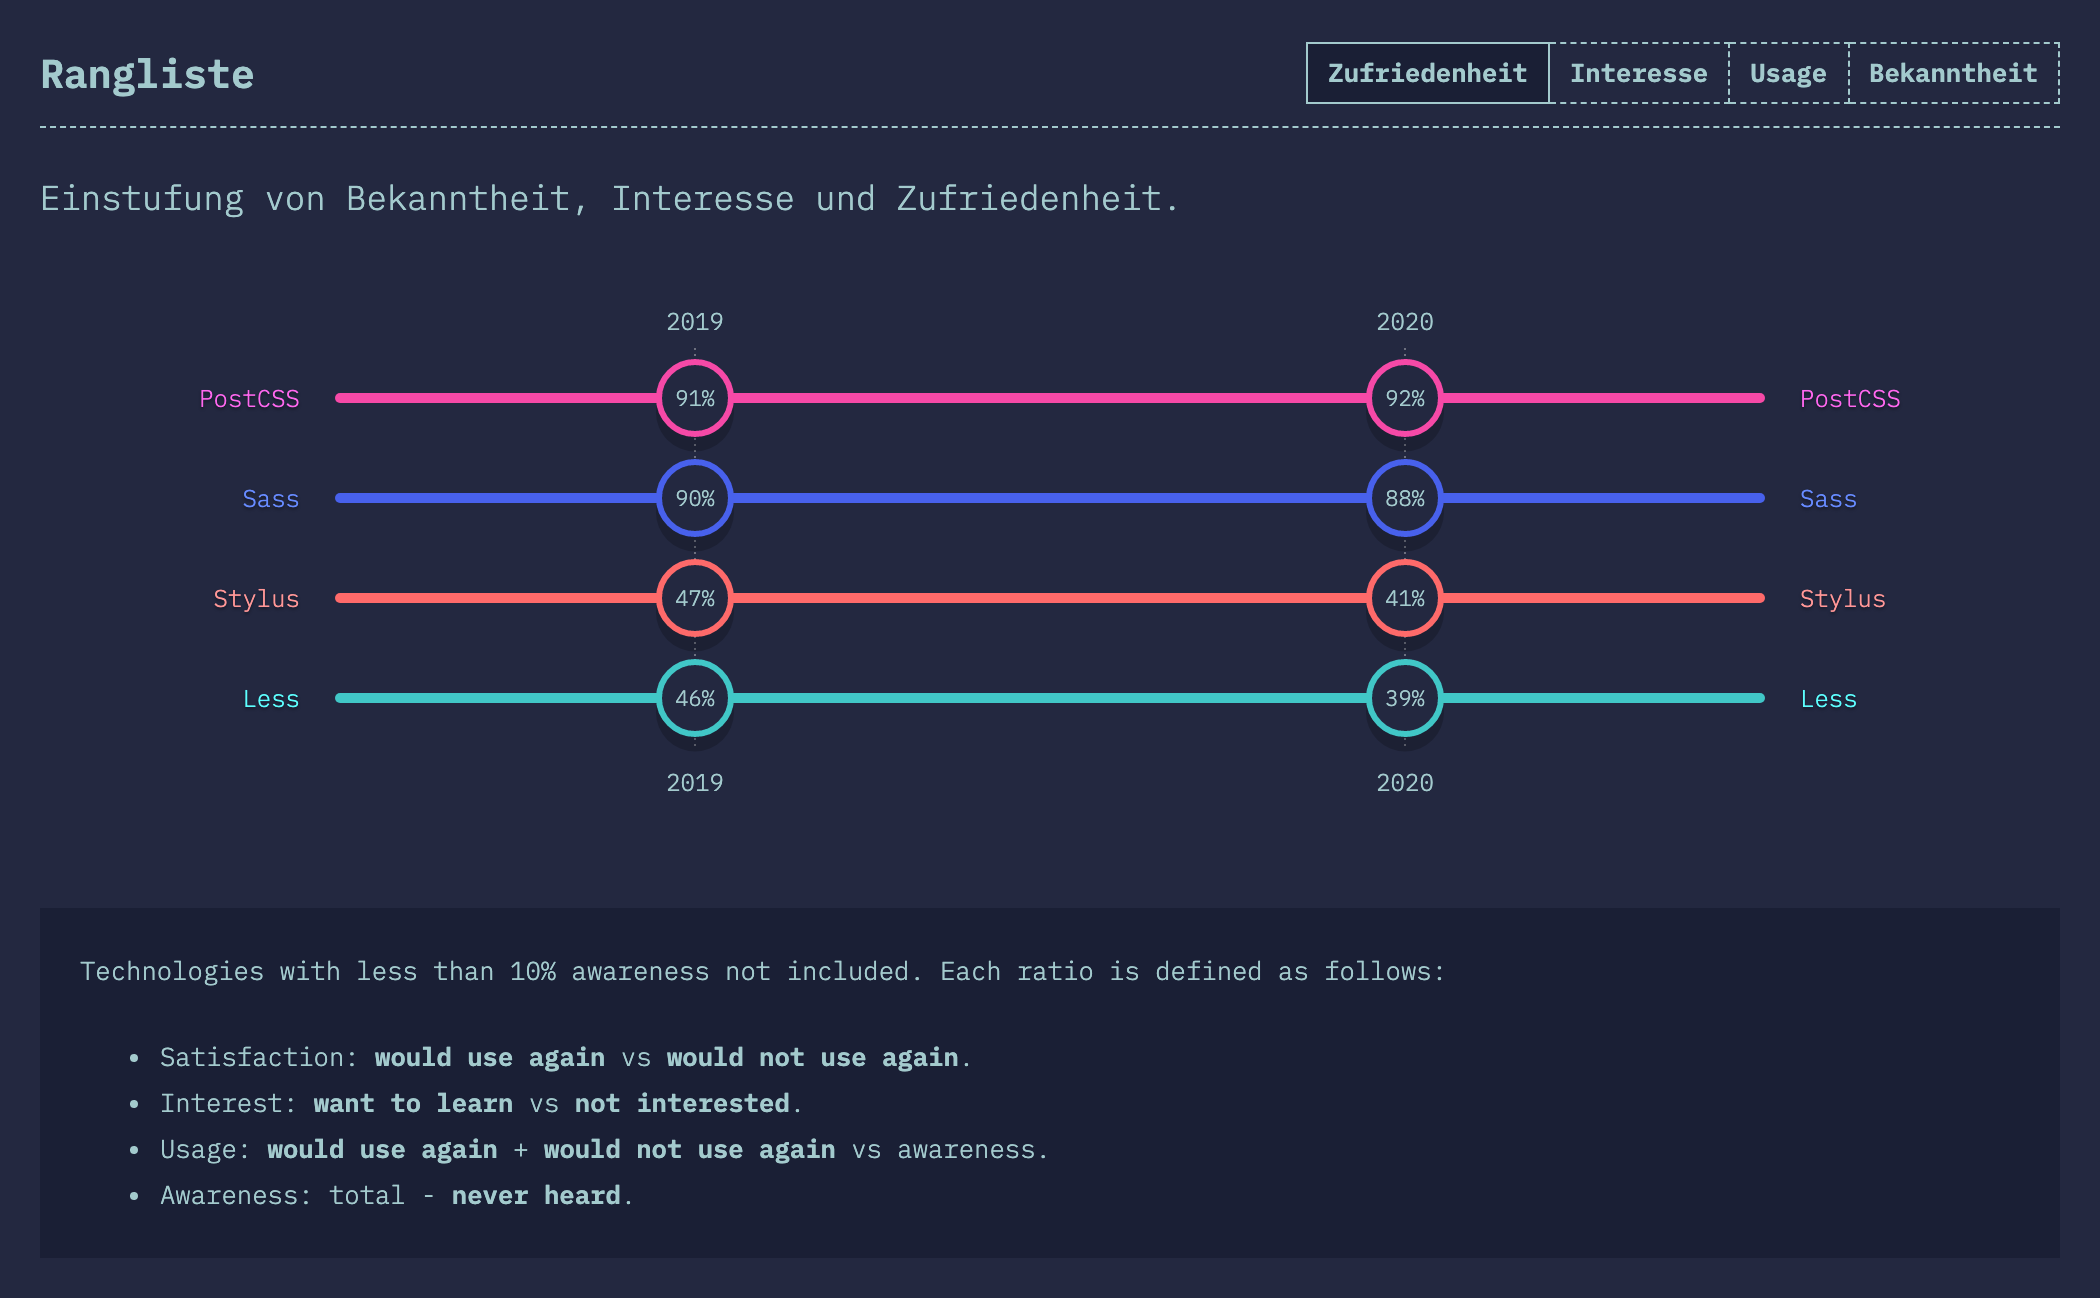 Rangliste
Zufriedenheit Interesse Usage Bekanntheit
Einstufung von Bekanntheit, Interesse und Zufriedenheit.
2019 2020
PostCSS 91% 92% PostCSS
Sass 90% 88% Sass
Stylus 47% 41% Stylus
Less 46% 39% Less
2019 2020
Technologies with less than 10% awareness not included. Each ratio is defined as follows:
• Satisfaction: would use again vs would not use again.
• Interest: want to learn vs not interested.
• Usage: would use again + would not use again vs awareness.
• Awareness: total - never heard.